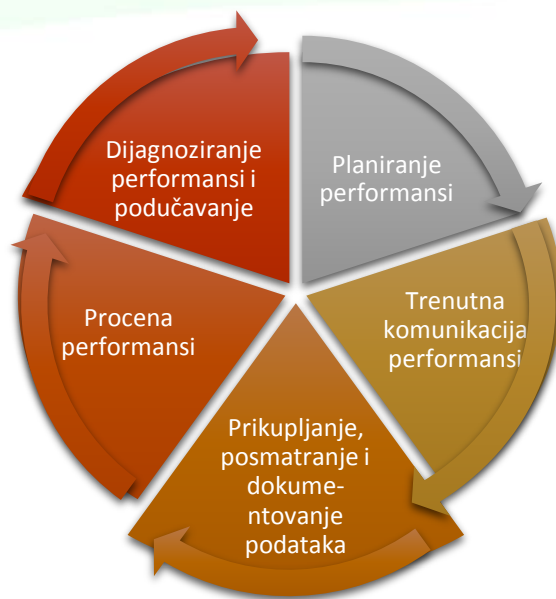 Planiranje
performansi
Trenutna
komunikacija
performansi
Prikupljanje,
posmatranje i
dokume-
ntovanje
podataka
Procena
performansi
Dijagnoziranje
performansi i
podučavanje